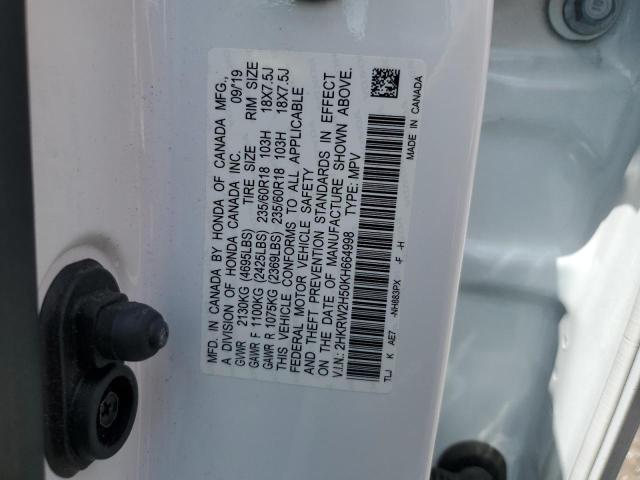 MFD. IN CANADA BY HONDA OF CANADA MFG.,
A DIVISION OF HONDA CANADA INC. 09/19
GVWR 2130KG (4695LBS) TIRE SIZE RIM SIZE
GAWR F 1100KG (2425LBS) 235/60R18 103H 18X7.5J
GAWR R 1075KG (2369LBS) 235/60R18 103H 18X7.5J
THIS VEHICLE CONFORMS TO ALL APPLICABLE
FEDERAL MOTOR VEHICLE SAFETY
AND THEFT PREVENTION STANDARDS IN EFFECT
ON THE DATE OF MANUFACTURE SHOWN ABOVE.
V.I.N: 2HKRW2H50KH664998 TYPE: MPV
TLJ K AE7 -NH883PX -F -H
MADE IN CANADA